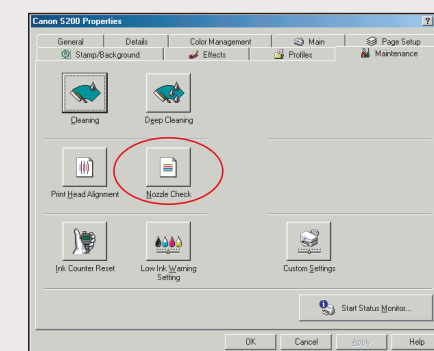 Canon S200 Properties
General Details Color Management Main Page Setup
Stamp/Background Effects Profiles Maintenance
Cleaning Deep Cleaning
Print Head Alignment Nozzle Check
Ink Counter Reset Low Ink Warning Setting Custom Settings
Start Status Monitor...
OK Cancel Apply Help